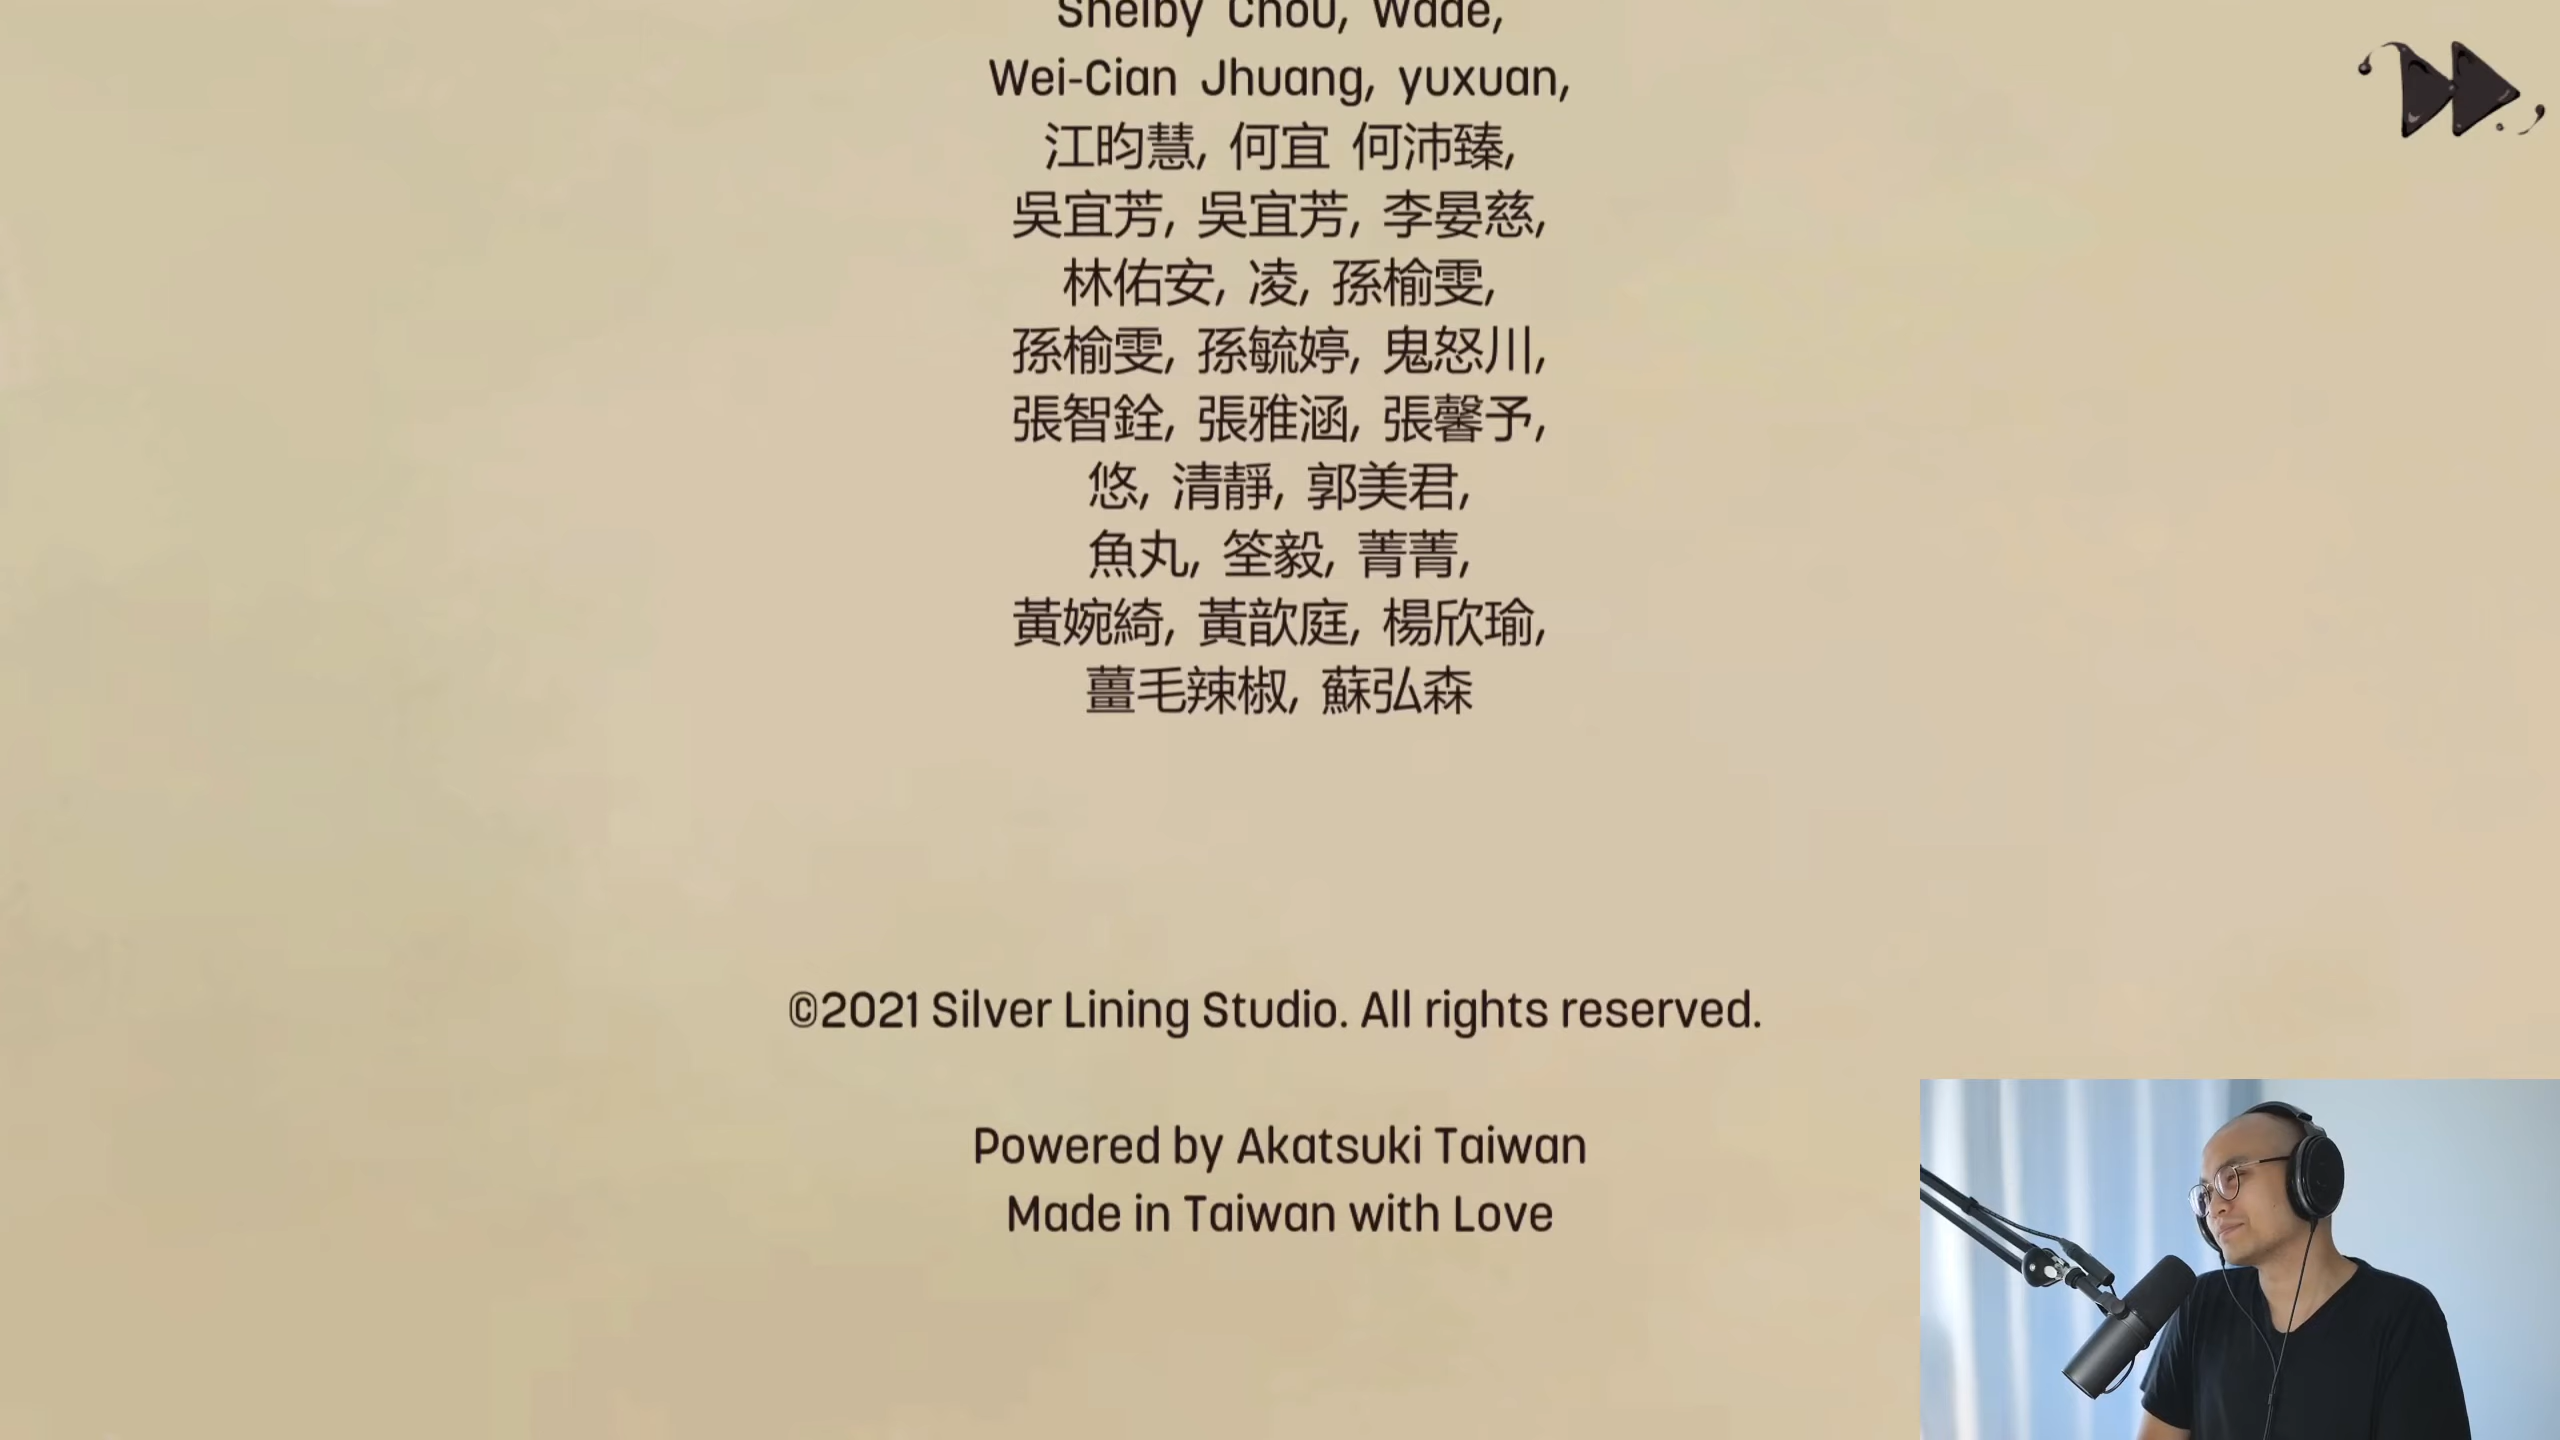 Shelby Chou, Wade,
Wei-Cian Jhuang, yuxuan,
江昀慧, 何宜 何沛臻,
吳宜芳, 吳宜芳, 李晏慈,
林佑安, 凌, 孫榆雯,
孫榆雯, 孫毓婷, 鬼怒川,
張智銓, 張雅涵, 張馨予,
悠, 清靜, 郭美君,
魚丸, 筌毅, 菁菁,
黃婉綺, 黃歆庭, 楊欣瑜,
薑毛辣椒, 蘇弘森
©2021 Silver Lining Studio. All rights reserved.
Powered by Akatsuki Taiwan
Made in Taiwan with Love